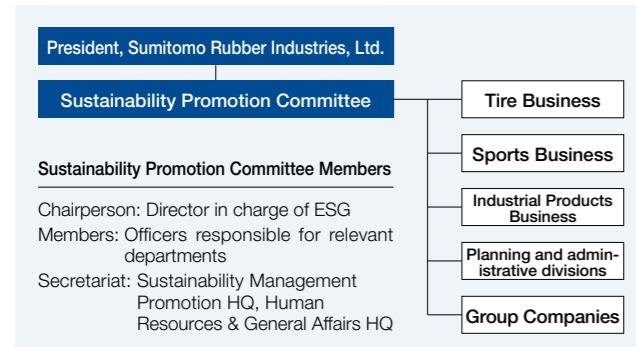 President, Sumitomo Rubber Industries, Ltd.
Sustainability Promotion Committee
Sustainability Promotion Committee Members
Chairperson: Director in charge of ESG
Members: Officers responsible for relevant
departments
Secretariat: Sustainability Management
Promotion HQ, Human
Resources & General Affairs HQ
Tire Business
Sports Business
Industrial Products
Business
Planning and admin-
istrative divisions
Group Companies